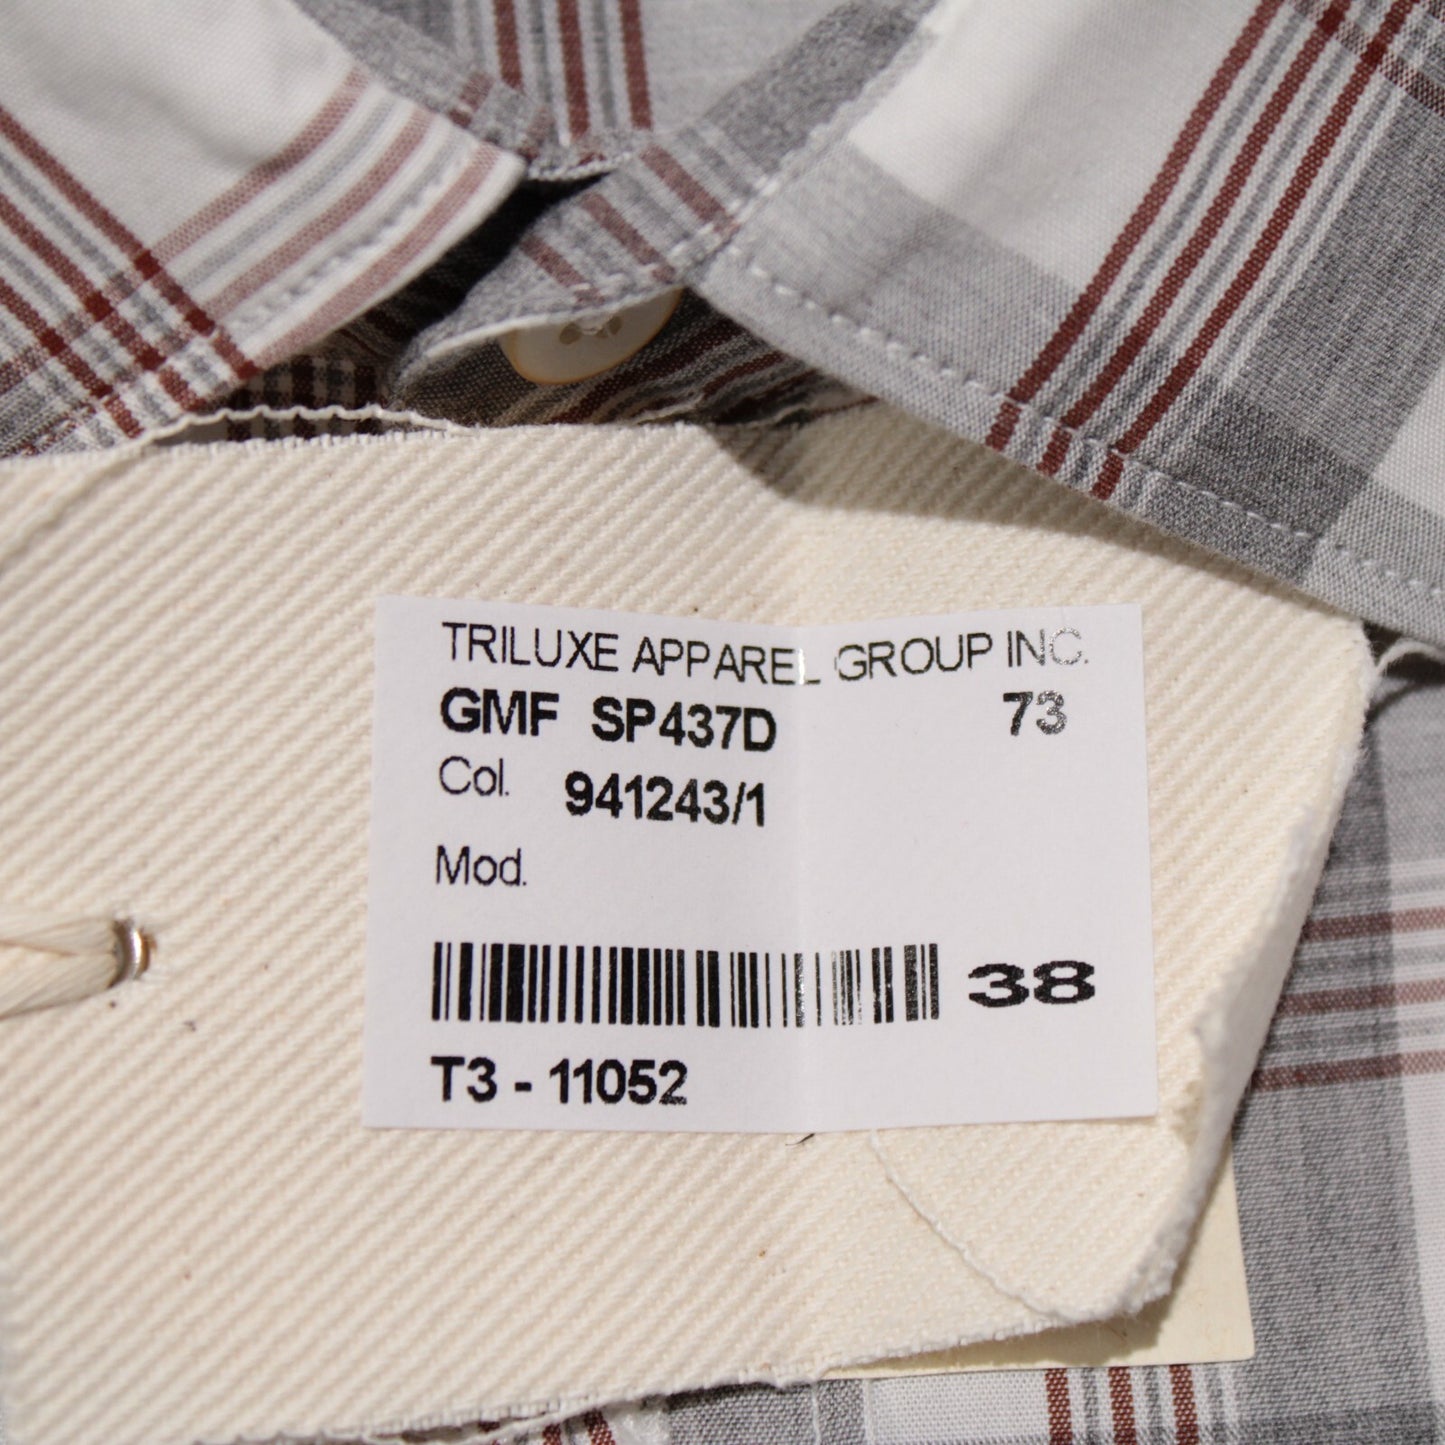 TRILUXE APPAREL GROUP INC.
GMF SP437D 73
Col. 941243/1
Mod.
38
T3 - 11052